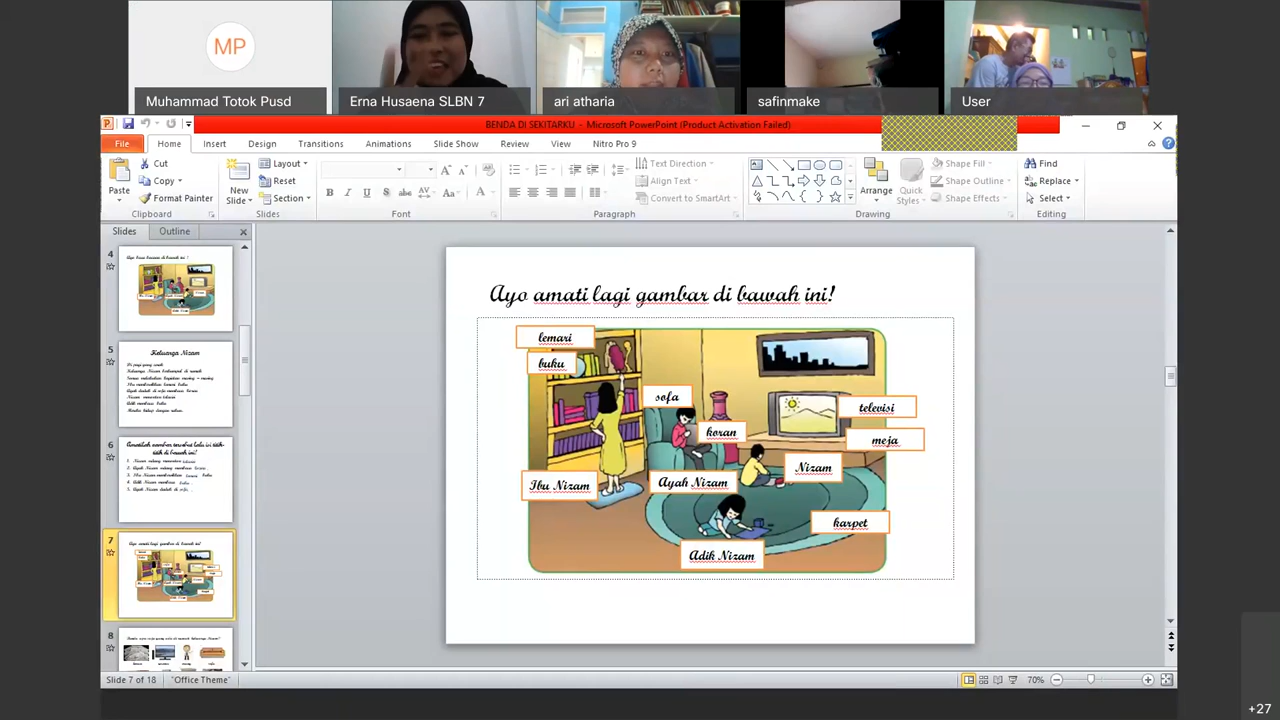 MP
Muhammad Totok Pusd
Erna Husaena SLBN 7
ari atharia
safinmake
User
BENDA DI SEKITARKU - Microsoft PowerPoint (Product Activation Failed)
File Home Insert Design Transitions Animations Slide Show Review View Nitro Pro 9
Paste
Cut
Copy
Format Painter
Clipboard
New Slide
Layout
Reset
Section
Slides
Font
Text Direction
Align Text
Convert to SmartArt
Paragraph
Arrange
Quick Styles
Shape Fill
Shape Outline
Shape Effects
Drawing
Find
Replace
Select
Editing
Slides Outline
4
5
Keluarga Nizam
6
7
8
Ayo amati lagi gambar di bawah ini!
lemari
buku
sofa
koran
televisi
meja
Nizam
Ibu Nizam
Ayah Nizam
karpet
Adik Nizam
Slide 7 of 18
"Office Theme"
70%
+27